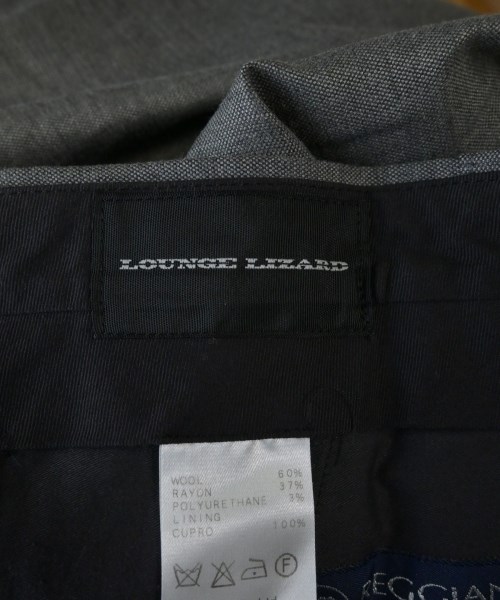 LOUNGE LIZARD
WOOL 60%
RAYON 37%
POLYURETHANE 3%
LINING
CUPRO 100%
F